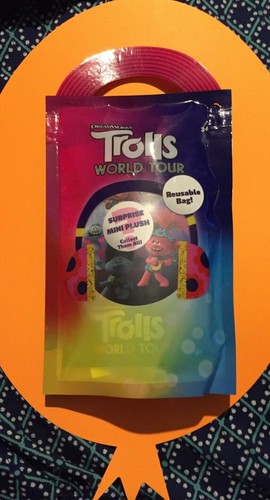 DREAMWORKS
Trolls
WORLD TOUR
Reusable
Bag!
SURPRISE
MINI PLUSH
Collect
Them All!
Trolls
WORLD TOUR